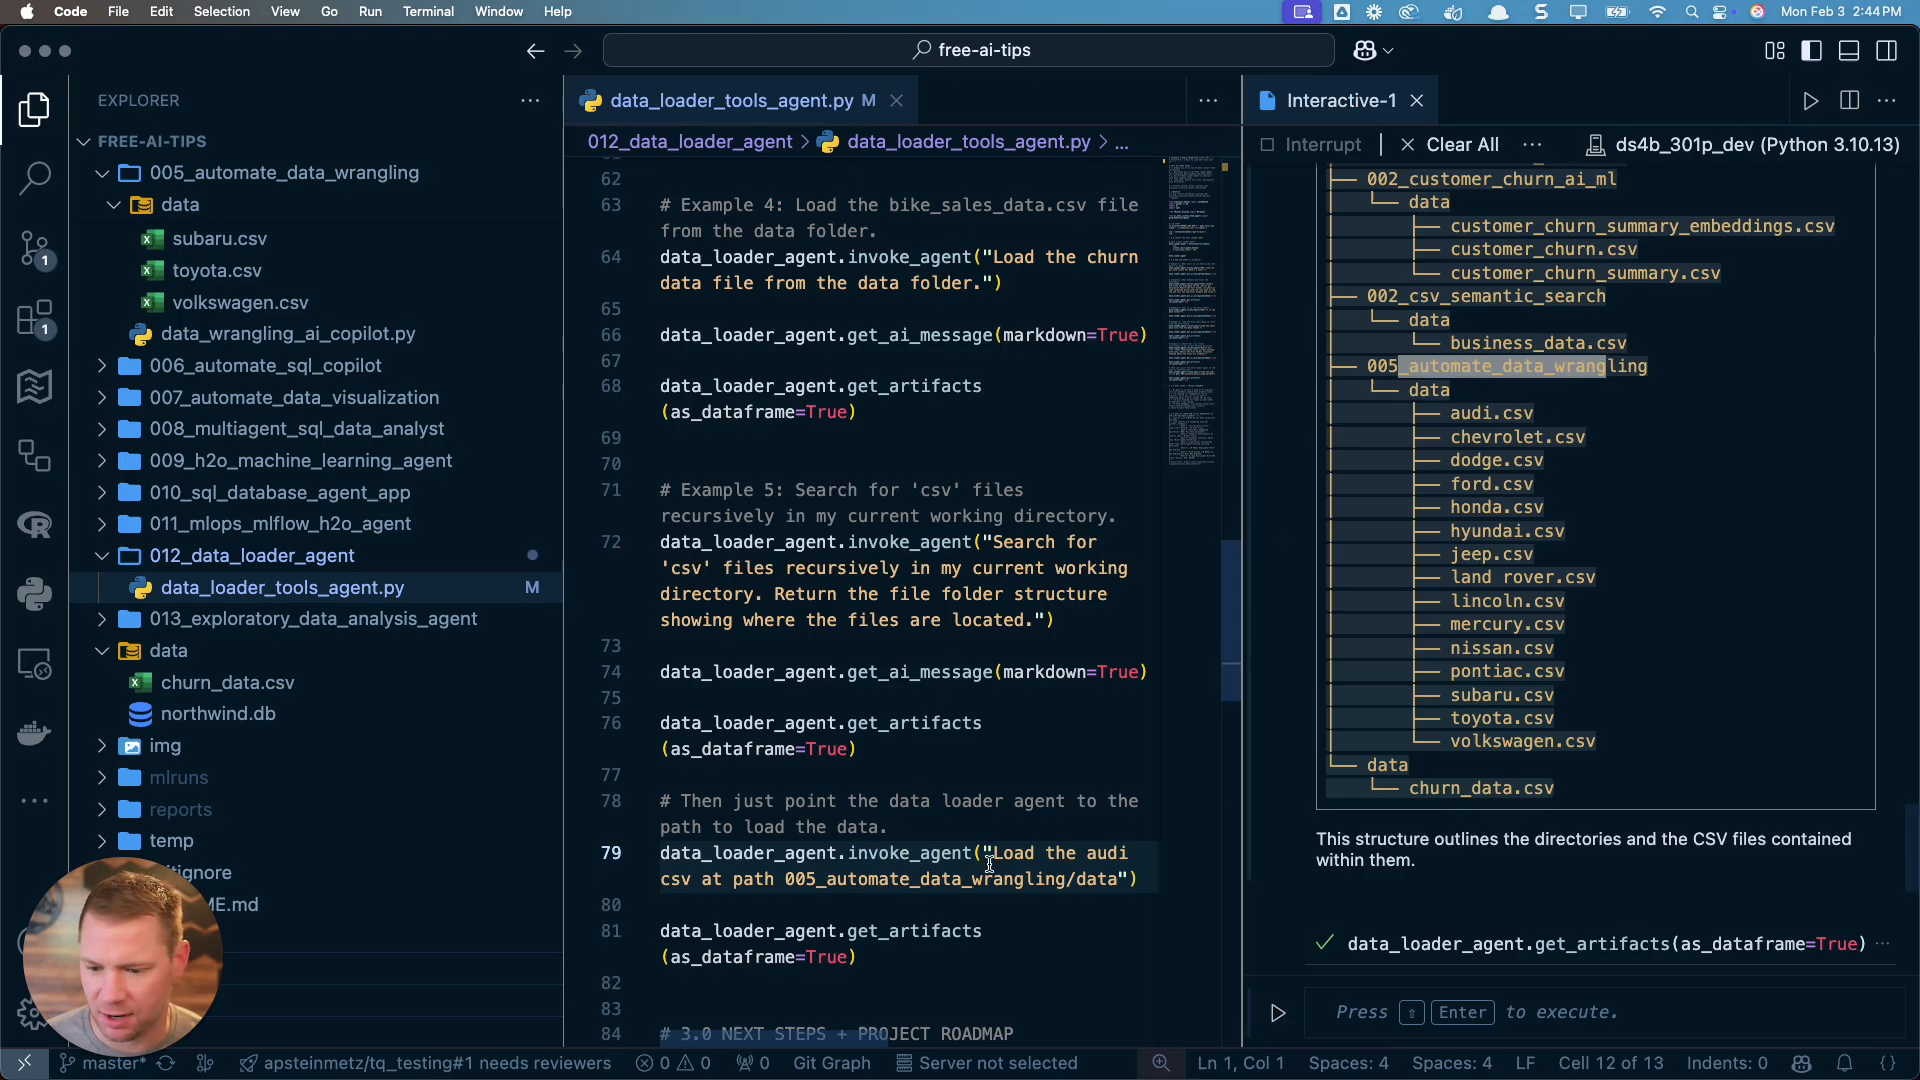 Code File Edit Selection View Go Run Terminal Window Help Mon Feb 3 2:44 PM
free-ai-tips
EXPLORER
FREE-AI-TIPS
005_automate_data_wrangling
data
subaru.csv
toyota.csv
volkswagen.csv
data_wrangling_ai_copilot.py
006_automate_sql_copilot
007_automate_data_visualization
008_multiagent_sql_data_analyst
009_h2o_machine_learning_agent
010_sql_database_agent_app
011_mlops_mlflow_h2o_agent
012_data_loader_agent
data_loader_tools_agent.py M
013_exploratory_data_analysis_agent
data
churn_data.csv
northwind.db
img
mlruns
reports
temp
itignore
ME.md
1
1
data_loader_tools_agent.py M
012_data_loader_agent > data_loader_tools_agent.py > ...
62
63 # Example 4: Load the bike_sales_data.csv file
from the data folder.
64 data_loader_agent.invoke_agent("Load the churn
data file from the data folder.")
65
66 data_loader_agent.get_ai_message(markdown=True)
67
68 data_loader_agent.get_artifacts
(as_dataframe=True)
69
70
71 # Example 5: Search for 'csv' files
recursively in my current working directory.
72 data_loader_agent.invoke_agent("Search for
'csv' files recursively in my current working
directory. Return the file folder structure
showing where the files are located.")
73
74 data_loader_agent.get_ai_message(markdown=True)
75
76 data_loader_agent.get_artifacts
(as_dataframe=True)
77
78 # Then just point the data loader agent to the
path to load the data.
79 data_loader_agent.invoke_agent("Load the audi
csv at path 005_automate_data_wrangling/data")
80
81 data_loader_agent.get_artifacts
(as_dataframe=True)
82
83
84 # 3.0 NEXT STEPS + PROJECT ROADMAP
Interactive-1
Interrupt | Clear All ... ds4b_301p_dev (Python 3.10.13)
002_customer_churn_ai_ml
data
customer_churn_summary_embeddings.csv
customer_churn.csv
customer_churn_summary.csv
002_csv_semantic_search
data
business_data.csv
005_automate_data_wrangling
data
audi.csv
chevrolet.csv
dodge.csv
ford.csv
honda.csv
hyundai.csv
jeep.csv
land rover.csv
lincoln.csv
mercury.csv
nissan.csv
pontiac.csv
subaru.csv
toyota.csv
volkswagen.csv
data
churn_data.csv
This structure outlines the directories and the CSV files contained
within them.
data_loader_agent.get_artifacts(as_dataframe=True) ...
Press ⇧ Enter to execute.
master* apsteinmetz/tq_testing#1 needs reviewers 0 0 0 Git Graph Server not selected Ln 1, Col 1 Spaces: 4 Spaces: 4 LF Cell 12 of 13 Indents: 0